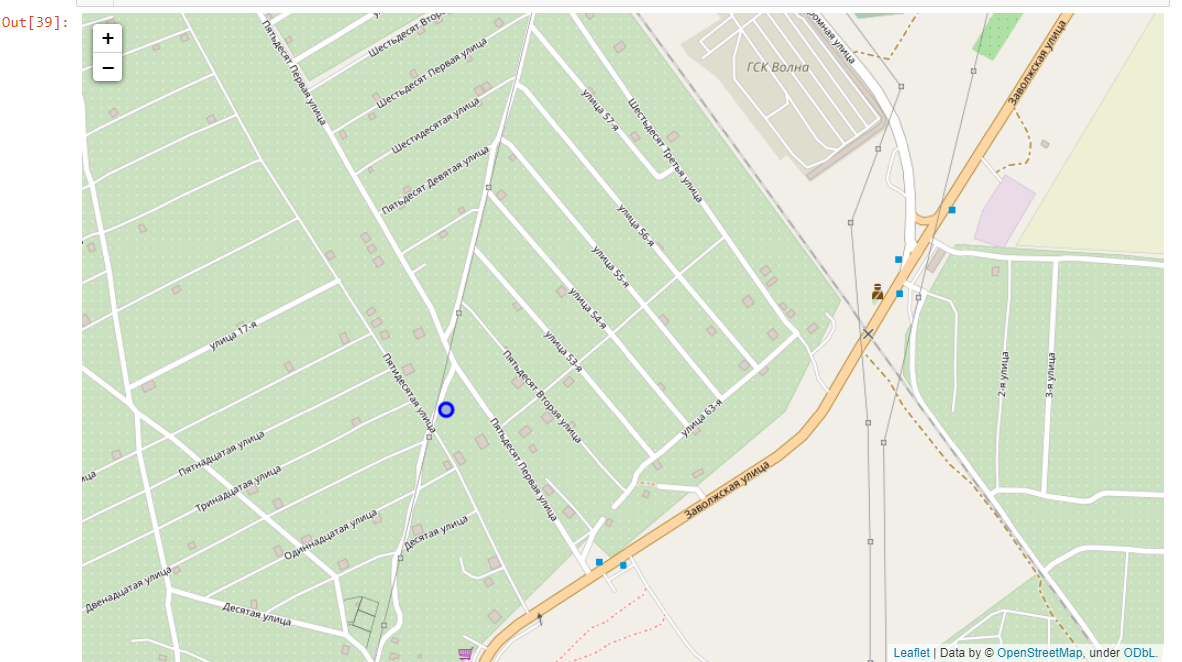 Out[39]:
+
−
Пятьдесят Первая улица
Шестьдесят Первая улица
Шестидесятая улица
Пятьдесят Девятая улица
улица 57-я
Шестьдесят Третья улица
ГСК Волна
улица
Заволжская улица
улица 56-я
улица 55-я
улица 54-я
улица 53-я
улица 17-я
Пятидесятая улица
Пятьдесят Вторая улица
2-я улица
3-я улица
улица 63-я
Пятнадцатая улица
Пятьдесят Первая улица
Тринадцатая улица
Заволжская улица
Одиннадцатая улица
Десятая улица
Двенадцатая улица
Десятая улица
Leaflet | Data by © OpenStreetMap, under ODbL.